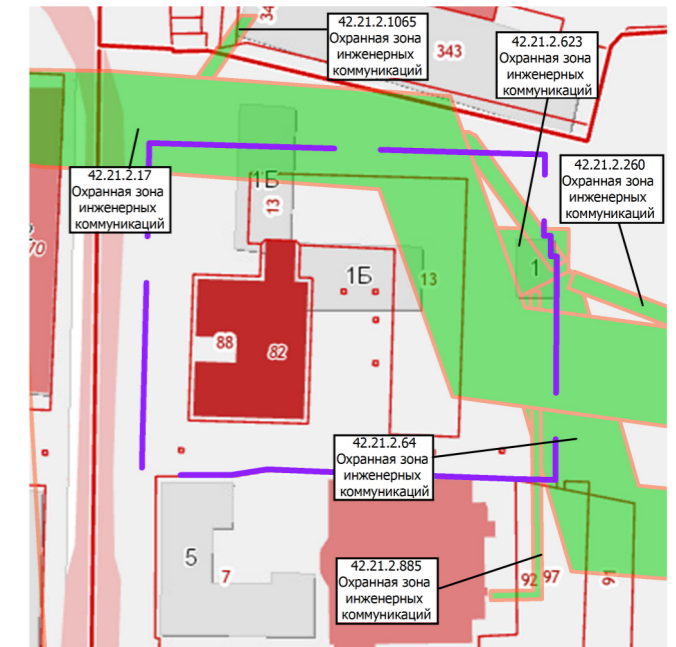 42.21.2.1065
Охранная зона
инженерных
коммуникаций
343
42.21.2.623
Охранная зона
инженерных
коммуникаций
42.21.2.17
Охранная зона
инженерных
коммуникаций
1Б
13
42.21.2.260
Охранная зона
инженерных
коммуникаций
70
1Б
13
1
88
82
42.21.2.64
Охранная зона
инженерных
коммуникаций
5
7
42.21.2.885
Охранная зона
инженерных
коммуникаций
92
97
91